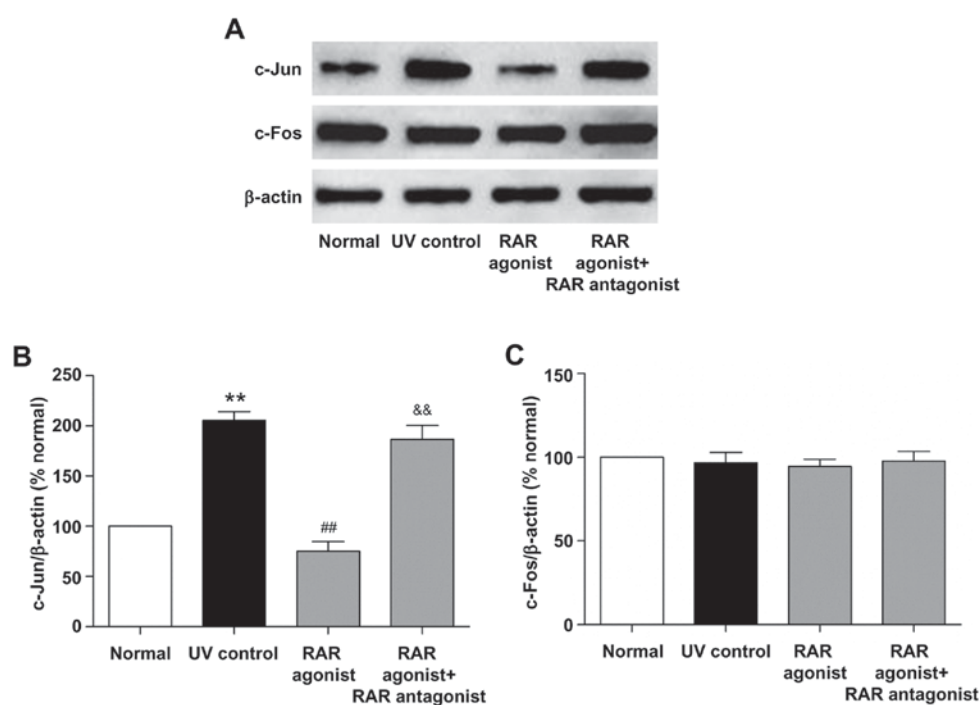 A
c-Jun
c-Fos
β-actin
Normal UV control RAR agonist RAR agonist+ RAR antagonist
B
c-Jun/β-actin (% normal)
250
200
150
100
50
0
**
##
&&
Normal UV control RAR agonist RAR agonist+ RAR antagonist
C
c-Fos/β-actin (% normal)
150
100
50
0
Normal UV control RAR agonist RAR agonist+ RAR antagonist